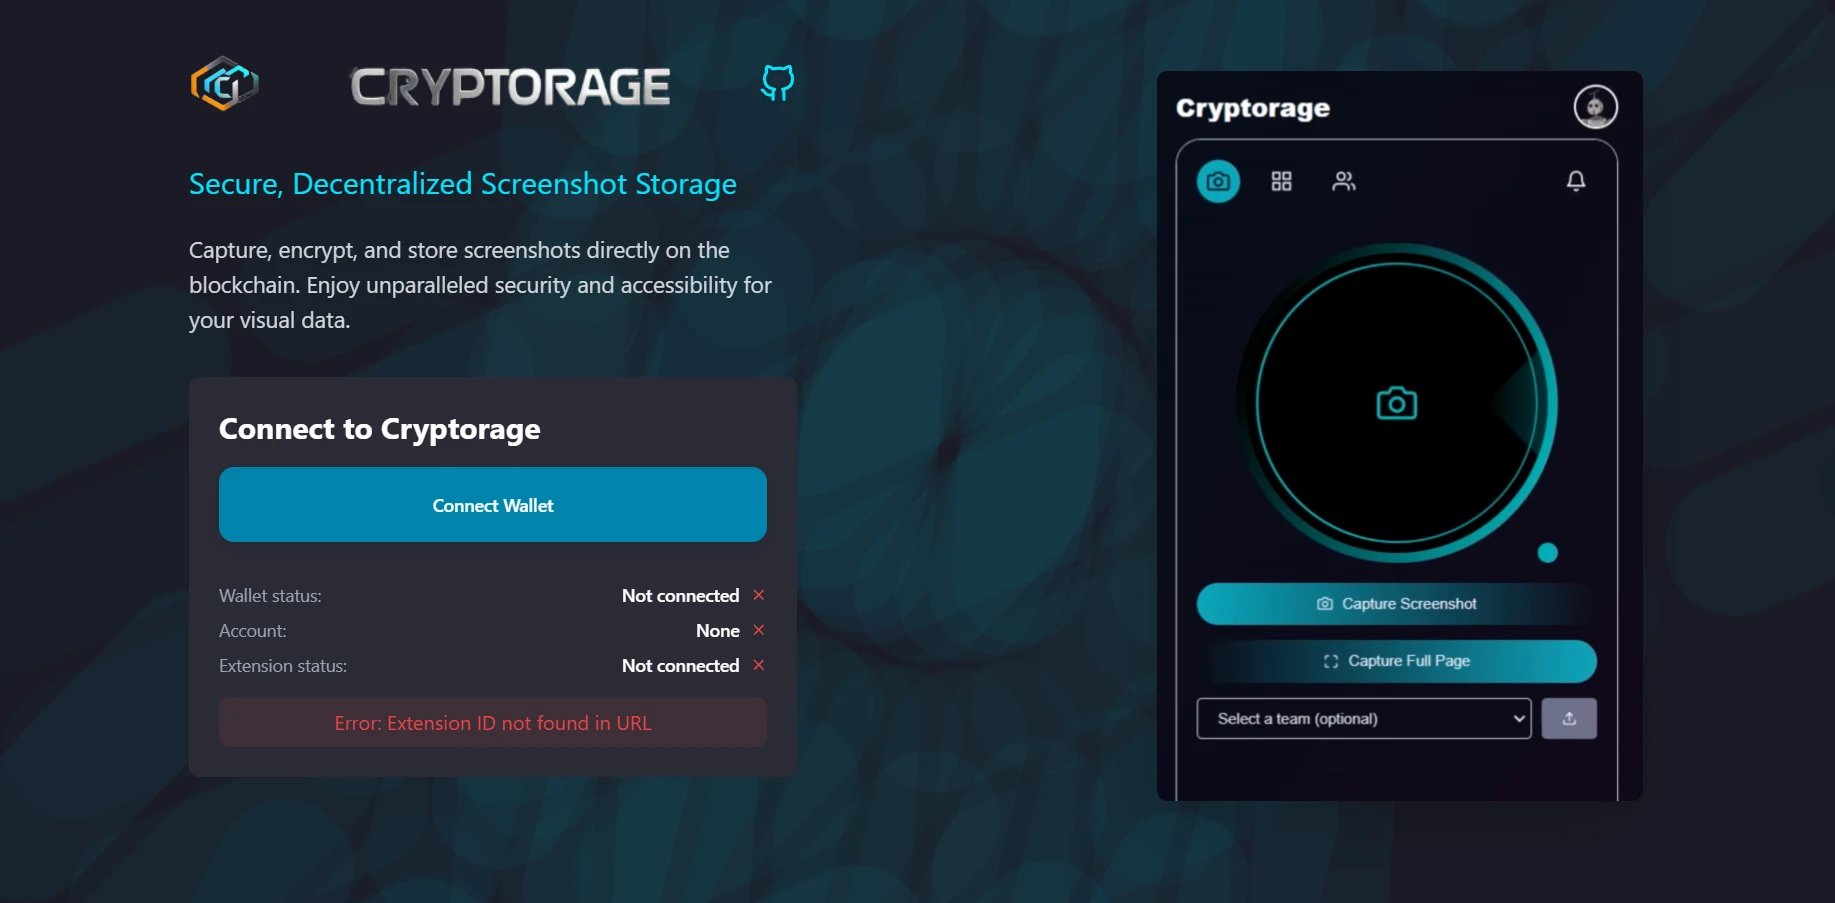 CRYPTORAGE
Secure, Decentralized Screenshot Storage
Capture, encrypt, and store screenshots directly on the
blockchain. Enjoy unparalleled security and accessibility for
your visual data.
Connect to Cryptorage
Connect Wallet
Wallet status: Not connected ×
Account: None ×
Extension status: Not connected ×
Error: Extension ID not found in URL
Cryptorage
Capture Screenshot
Capture Full Page
Select a team (optional)